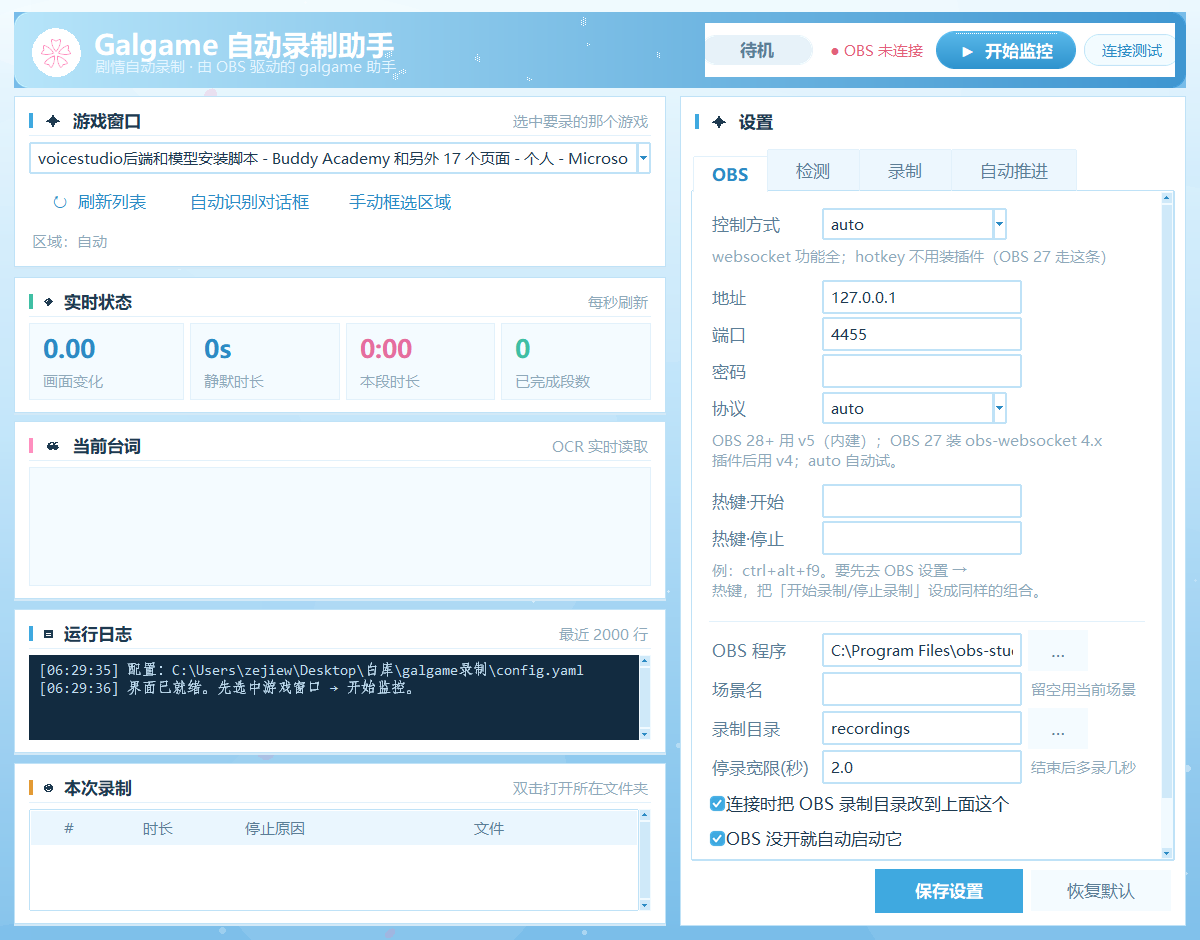 Galgame 自动录制助手
剧情自动录制 · 由 OBS 驱动的 galgame 助手
待机
● OBS 未连接
► 开始监控
连接测试
✦ 游戏窗口
选中要录的那个游戏
voicestudio后端和模型安装脚本 - Buddy Academy 和另外 17 个页面 - 个人 - Microso
↻ 刷新列表
自动识别对话框
手动框选区域
区域：自动
实时状态
每秒刷新
0.00
画面变化
0s
静默时长
0:00
本段时长
0
已完成段数
❝ 当前台词
OCR 实时读取
运行日志
最近 2000 行
[06:29:35] 配置：C:\Users\zejiew\Desktop\白库\galgame录制\config.yaml
[06:29:36] 界面已就绪。先选中游戏窗口 → 开始监控。
本次录制
双击打开所在文件夹
# 时长 停止原因 文件
✦ 设置
OBS 检测 录制 自动推进
控制方式 auto
websocket 功能全；hotkey 不用装插件（OBS 27 走这条）
地址 127.0.0.1
端口 4455
密码
协议 auto
OBS 28+ 用 v5（内建）；OBS 27 装 obs-websocket 4.x
插件后用 v4；auto 自动试。
热键·开始
热键·停止
例：ctrl+alt+f9。要先去 OBS 设置 →
热键，把「开始录制/停止录制」设成同样的组合。
OBS 程序 C:\Program Files\obs-stu ...
场景名 留空用当前场景
录制目录 recordings ...
停录宽限(秒) 2.0 结束后多录几秒
连接时把 OBS 录制目录改到上面这个
OBS 没开就自动启动它
保存设置
恢复默认